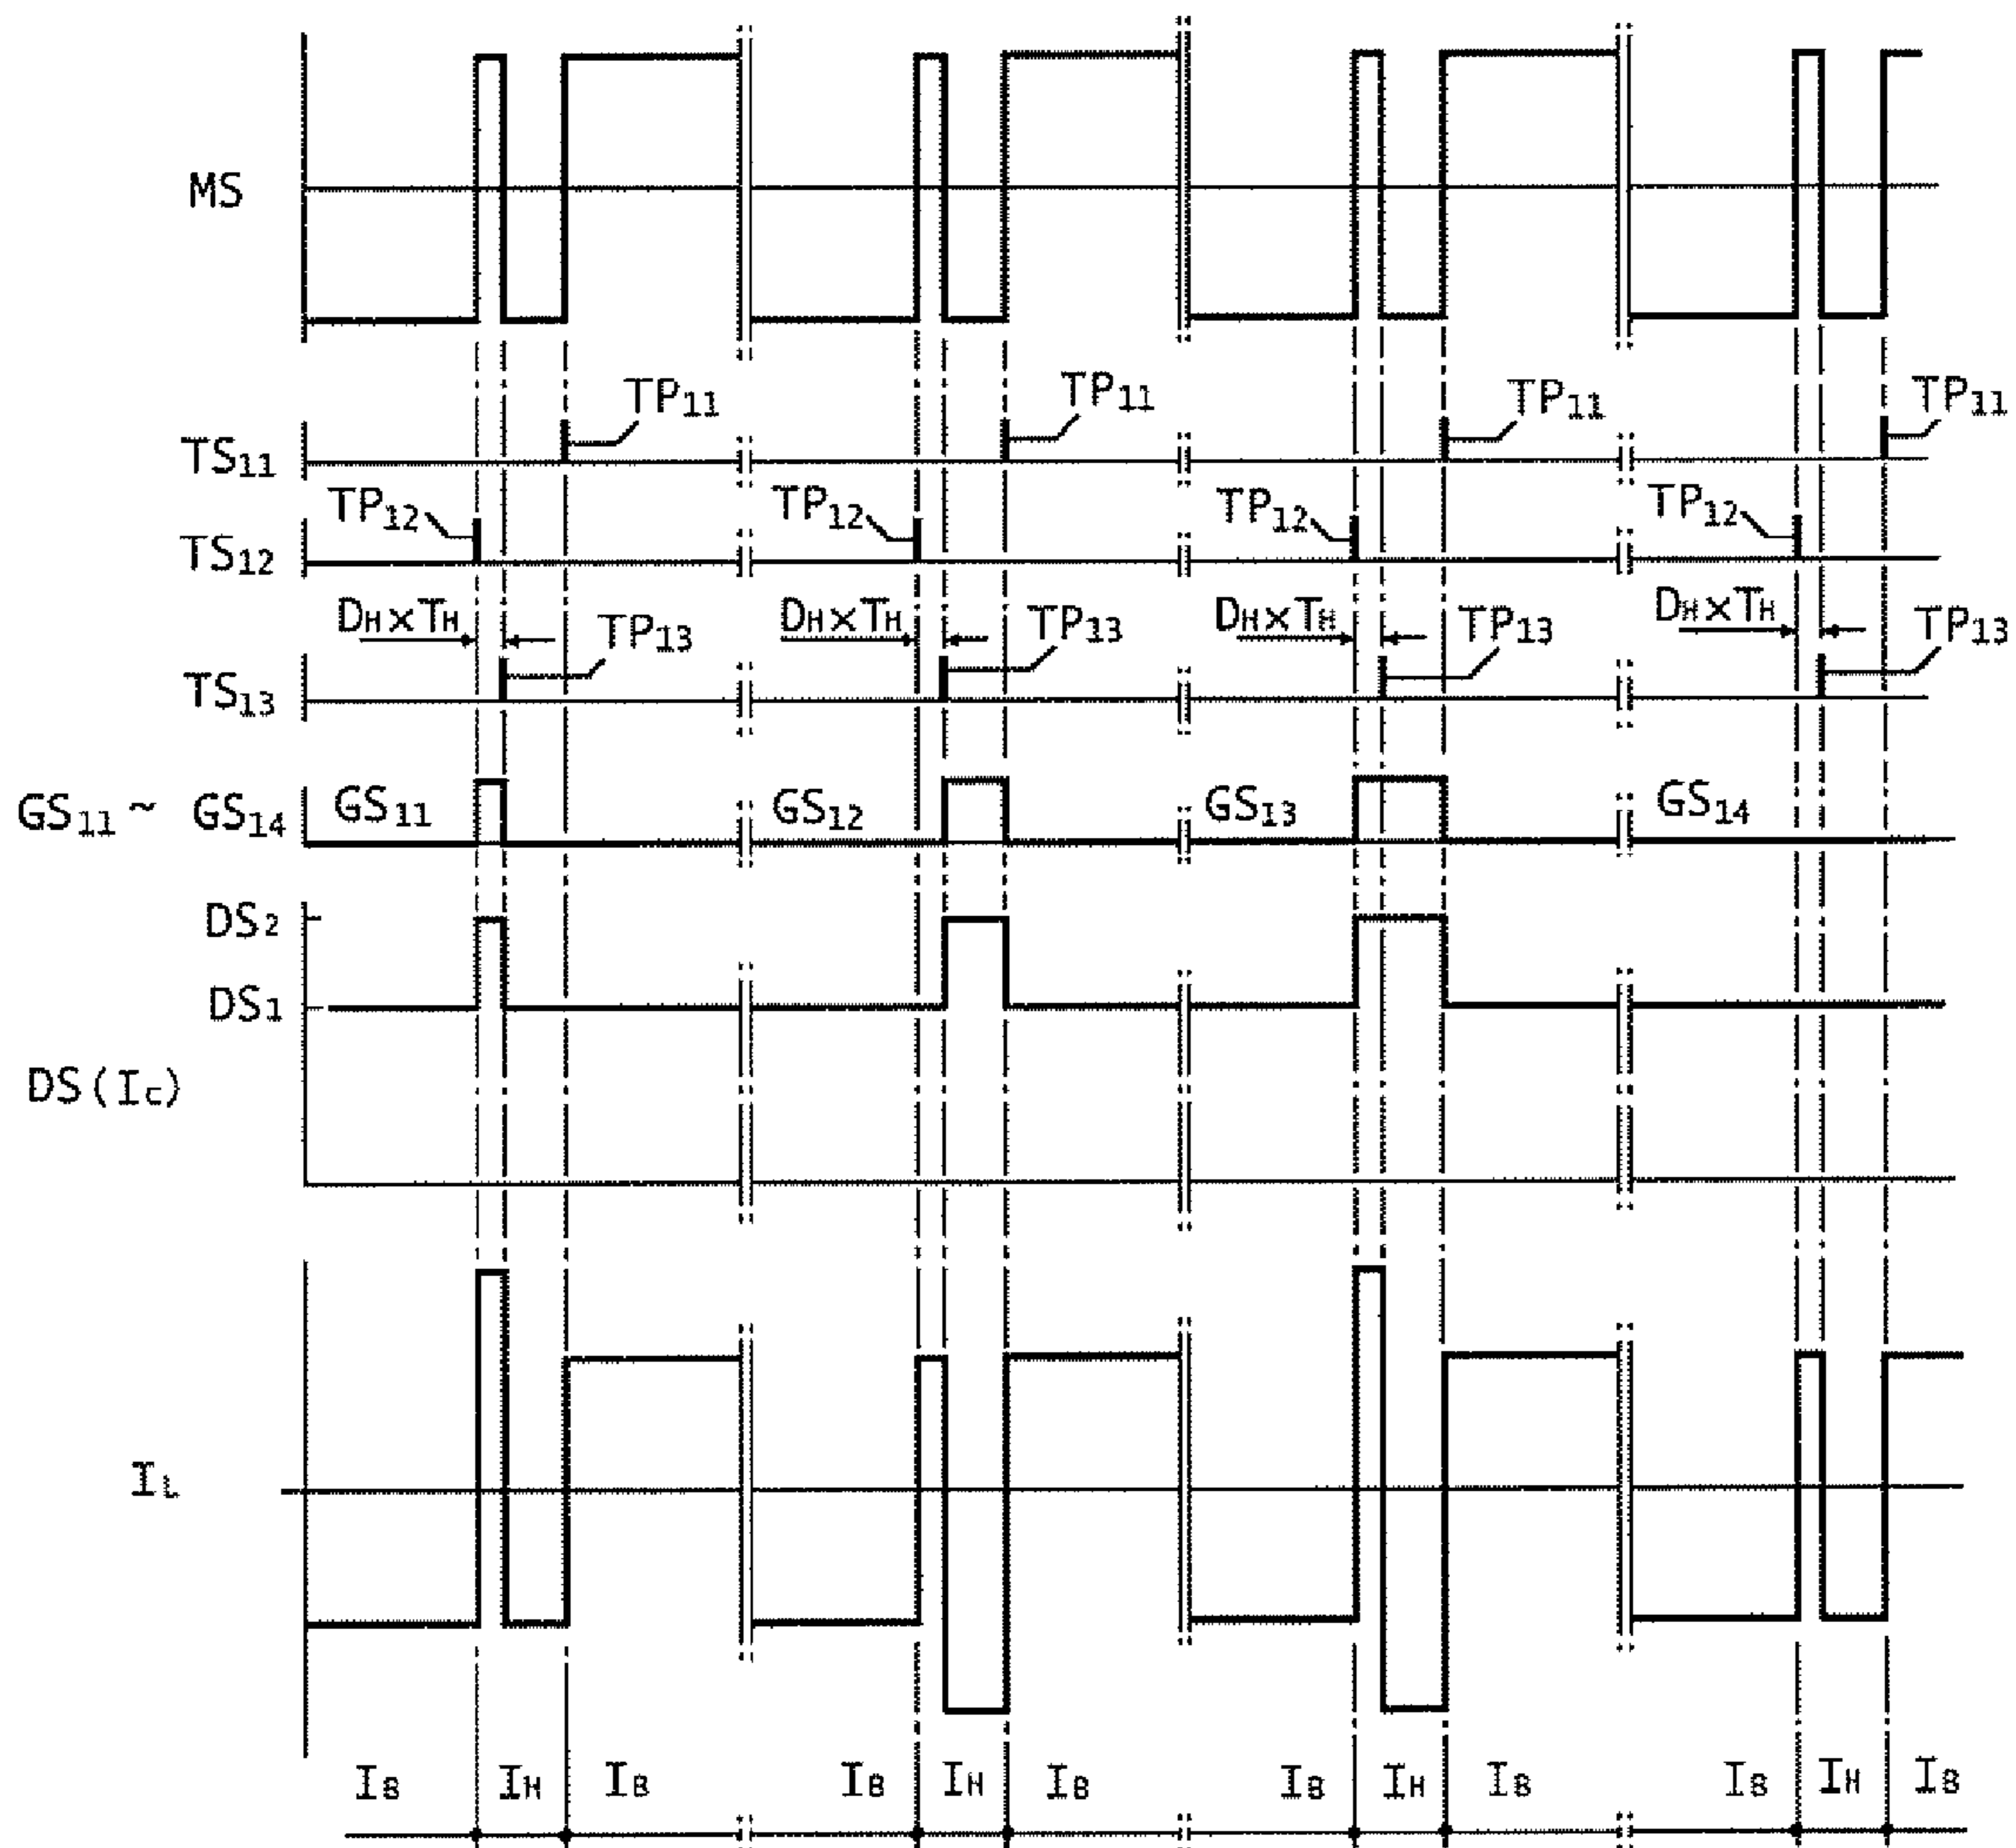 MS
TP₁₁ TP₁₁ TP₁₁ TP₁₁
TS₁₁
TP₁₂ TP₁₂ TP₁₂ TP₁₂
TS₁₂
DH×TH DH×TH DH×TH DH×TH
TP₁₃ TP₁₃ TP₁₃ TP₁₃
TS₁₃
GS₁₁ ~ GS₁₄ GS₁₁ GS₁₂ GS₁₃ GS₁₄
DS₂
DS₁
DS(Ic)
IL
IB IH IB IB IH IB IB IH IB IB IH IB